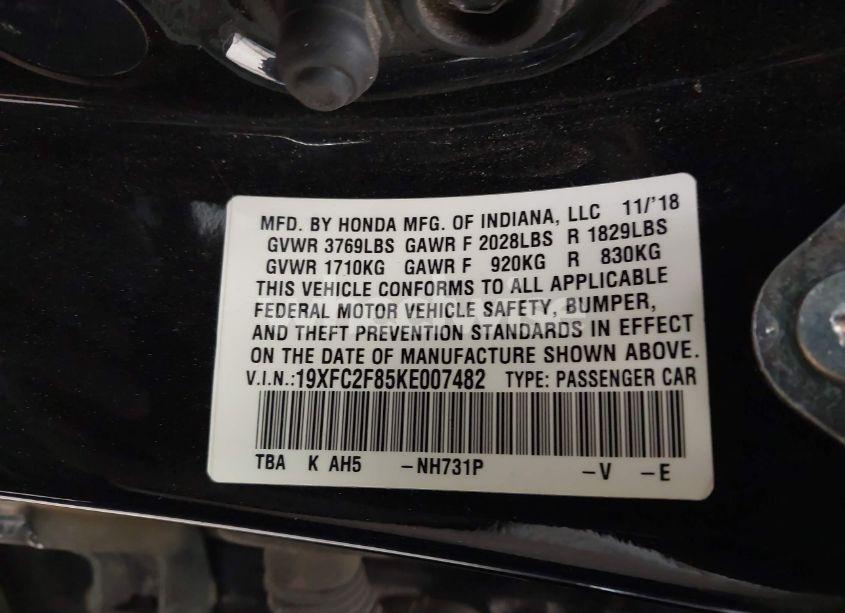 MFD. BY HONDA MFG. OF INDIANA, LLC 11/'18
GVWR 3769LBS GAWR F 2028LBS R 1829LBS
GVWR 1710KG GAWR F 920KG R 830KG
THIS VEHICLE CONFORMS TO ALL APPLICABLE
FEDERAL MOTOR VEHICLE SAFETY, BUMPER,
AND THEFT PREVENTION STANDARDS IN EFFECT
ON THE DATE OF MANUFACTURE SHOWN ABOVE.
V.I.N.:19XFC2F85KE007482 TYPE: PASSENGER CAR
TBA K AH5 –NH731P –V –E